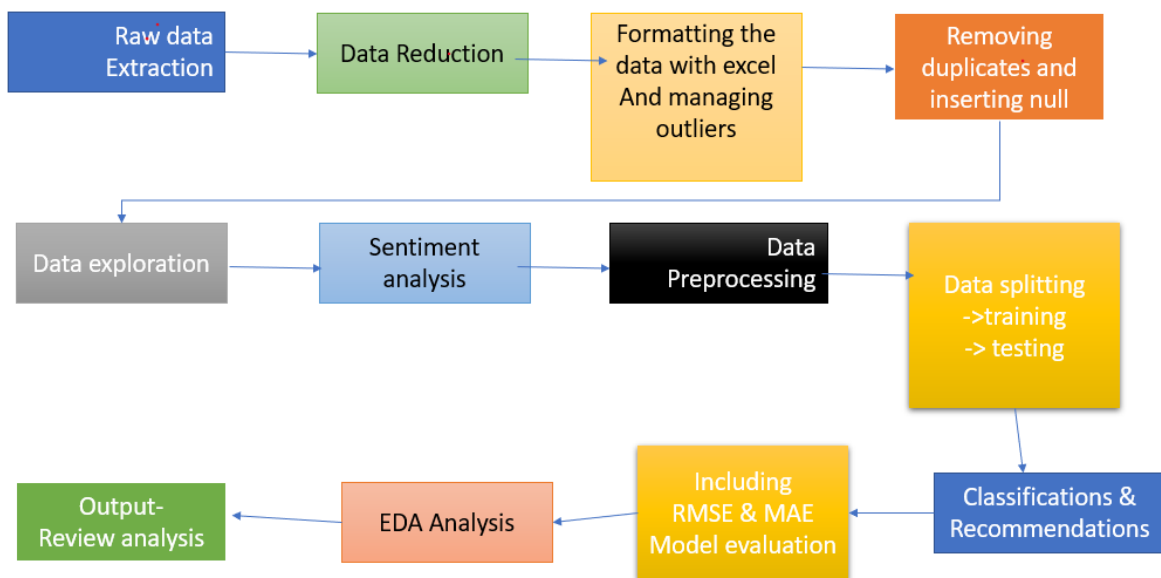 Raw data
Extraction
Data Reduction
Formatting the
data with excel
And managing
outliers
Removing
duplicates and
inserting null
Data exploration
Sentiment
analysis
Data
Preprocessing
Data splitting
->training
-> testing
Output-
Review analysis
EDA Analysis
Including
RMSE & MAE
Model evaluation
Classifications &
Recommendations